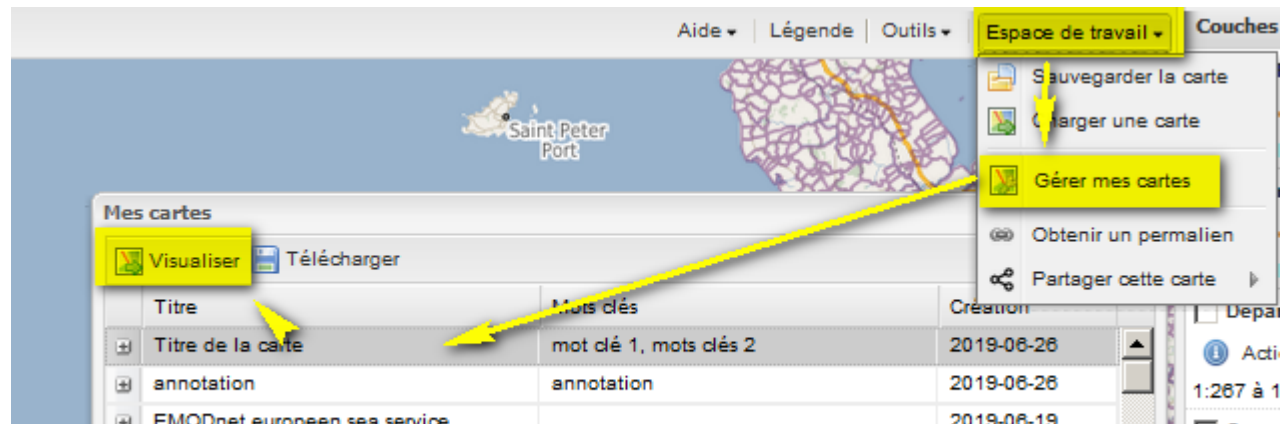 Aide Légende Outils Espace de travail Couches
Sauvegarder la carte
Charger une carte
Saint Peter
Port
Gérer mes cartes
Mes cartes
Obtenir un permalien
Visualiser Télécharger
Partager cette carte
Titre Mots clés Création
Titre de la carte mot clé 1, mots clés 2 2019-06-26
annotation annotation 2019-06-26
1:267 à 1
EMODnet europeen sea service 2019-06-19